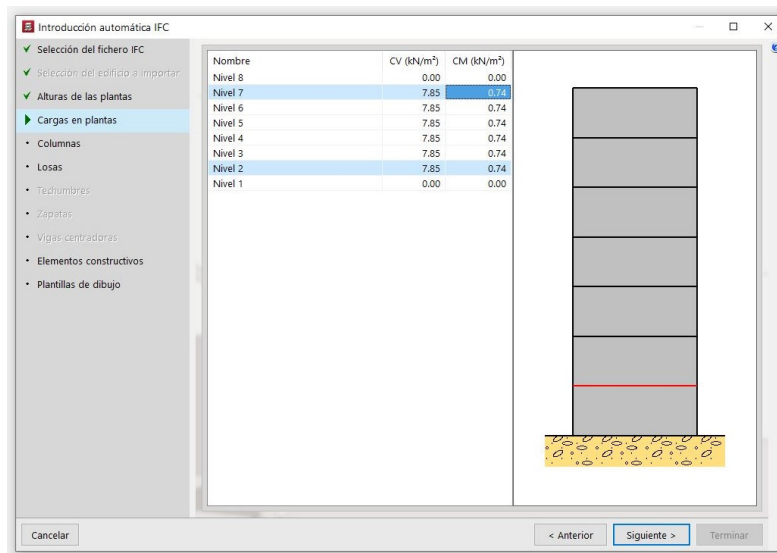 Introducción automática IFC
Selección del fichero IFC
Selección del edificio a importar
Alturas de las plantas
Cargas en plantas
Columnas
Losas
Techumbres
Zapatas
Vigas centradoras
Elementos constructivos
Plantillas de dibujo
Nombre CV (kN/m²) CM (kN/m²)
Nivel 8 0.00 0.00
Nivel 7 7.85 0.74
Nivel 6 7.85 0.74
Nivel 5 7.85 0.74
Nivel 4 7.85 0.74
Nivel 3 7.85 0.74
Nivel 2 7.85 0.74
Nivel 1 0.00 0.00
Cancelar
< Anterior
Siguiente >
Terminar